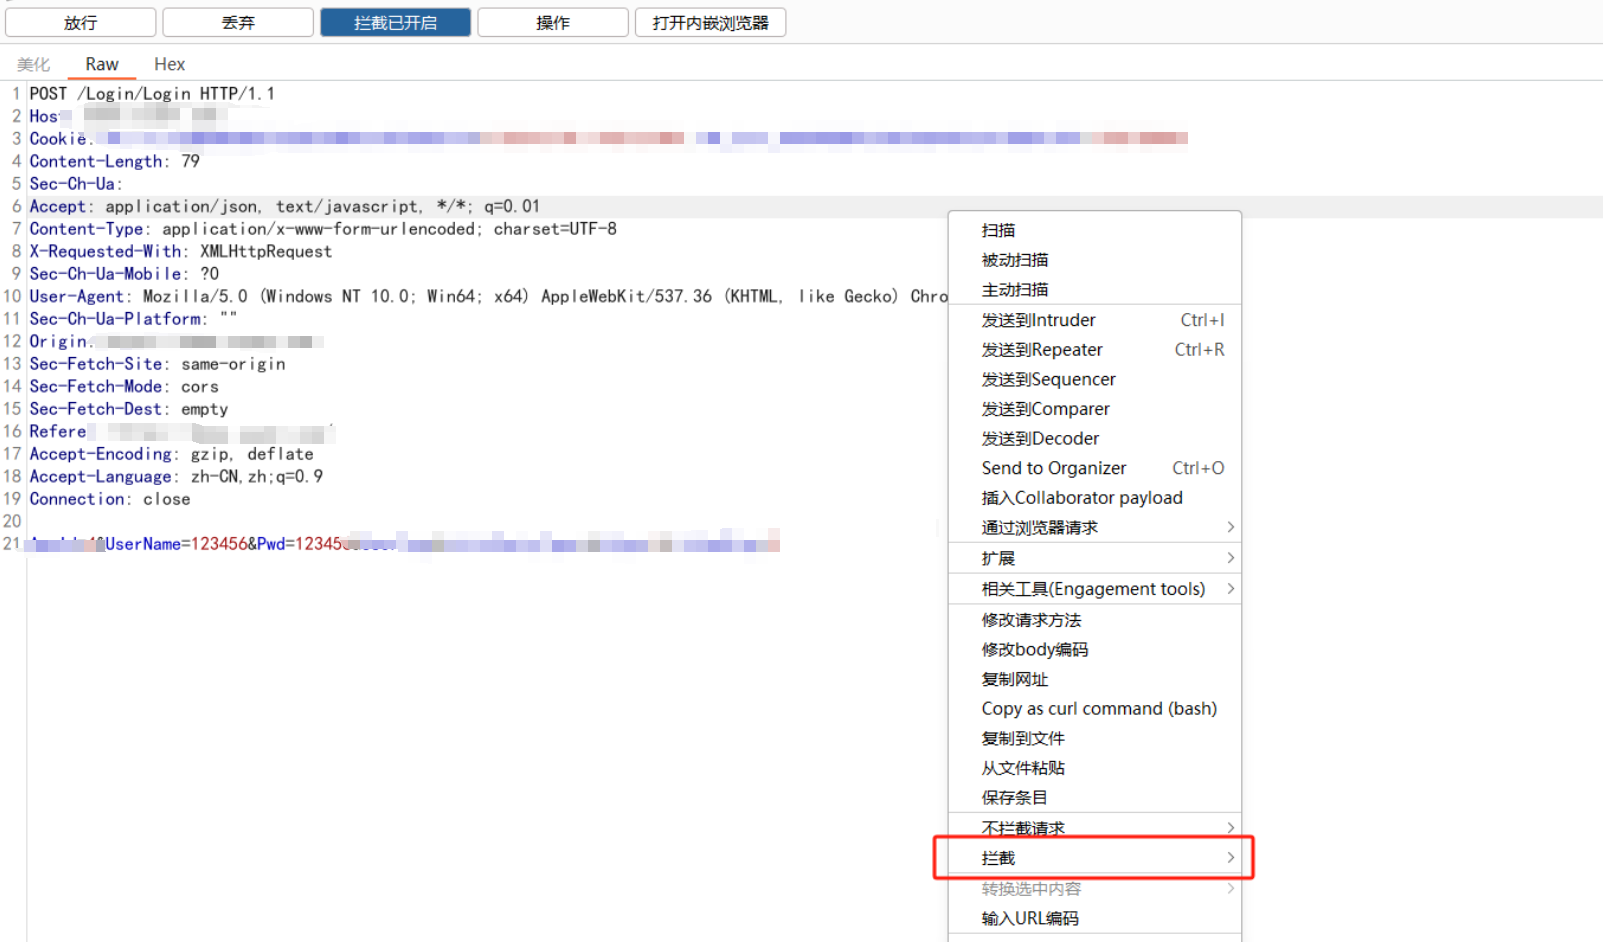 放行 丢弃 拦截已开启 操作 打开内嵌浏览器
美化 Raw Hex
1 POST /Login/Login HTTP/1.1
2 Host
3 Cookie:
4 Content-Length: 79
5 Sec-Ch-Ua:
6 Accept: application/json, text/javascript, */*; q=0.01
7 Content-Type: application/x-www-form-urlencoded; charset=UTF-8
8 X-Requested-With: XMLHttpRequest
9 Sec-Ch-Ua-Mobile: ?0
10 User-Agent: Mozilla/5.0 (Windows NT 10.0; Win64; x64) AppleWebKit/537.36 (KHTML, like Gecko) Chro
11 Sec-Ch-Ua-Platform: ""
12 Origin:
13 Sec-Fetch-Site: same-origin
14 Sec-Fetch-Mode: cors
15 Sec-Fetch-Dest: empty
16 Refere
17 Accept-Encoding: gzip, deflate
18 Accept-Language: zh-CN,zh;q=0.9
19 Connection: close
20
21 &UserName=123456&Pwd=12345
扫描
被动扫描
主动扫描
发送到Intruder Ctrl+I
发送到Repeater Ctrl+R
发送到Sequencer
发送到Comparer
发送到Decoder
Send to Organizer Ctrl+O
插入Collaborator payload
通过浏览器请求
扩展
相关工具(Engagement tools)
修改请求方法
修改body编码
复制网址
Copy as curl command (bash)
复制到文件
从文件粘贴
保存条目
不拦截请求
拦截
转换选中内容
输入URL编码